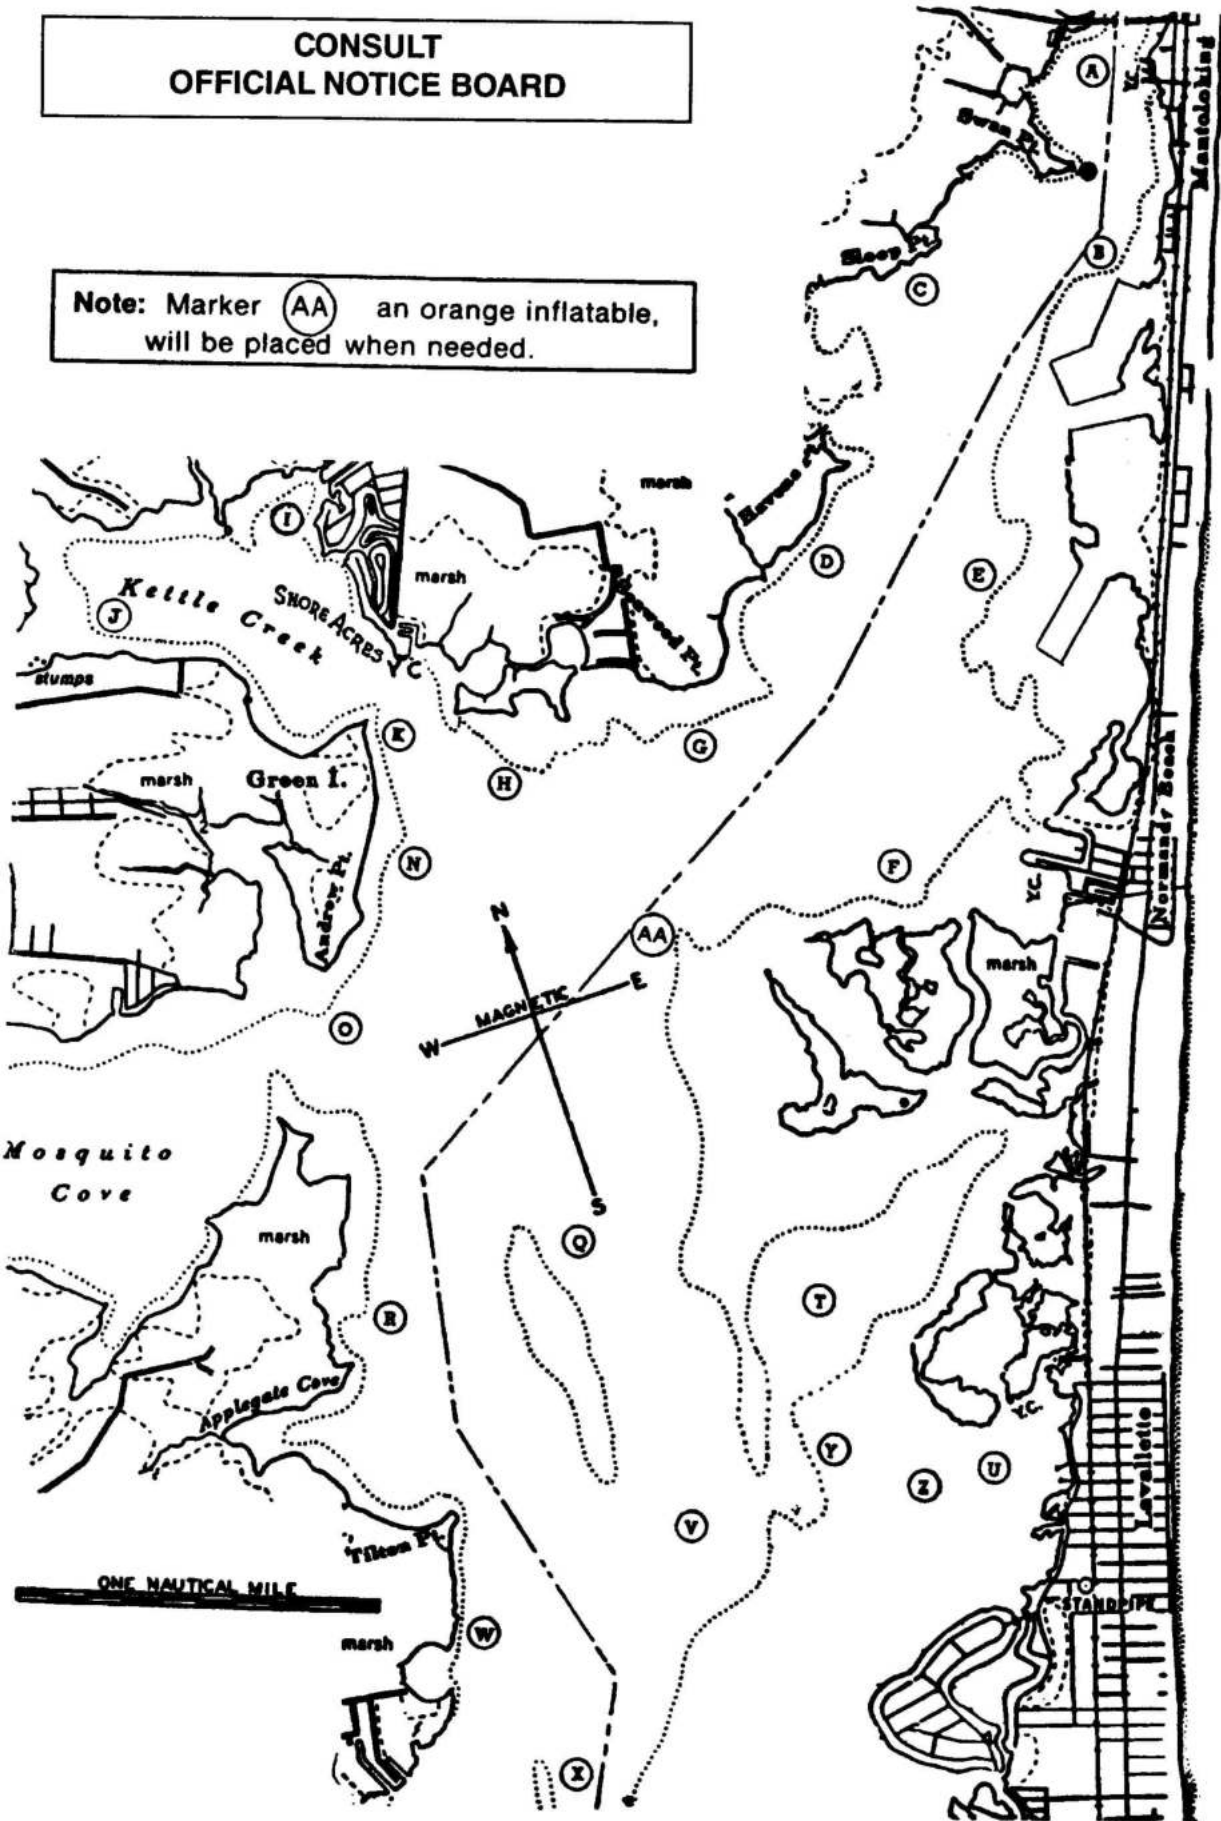 CONSULT
OFFICIAL NOTICE BOARD
A
Y.C.
Mantoloking
Swan Pt.
B
Sloop Pt.
C
Note: Marker AA an orange inflatable,
will be placed when needed.
marsh
Havens
I
D
E
Kettle
Creek
SHORE ACRES
marsh
J
C
stumps
K
G
H
marsh
Green I.
Normandy Beach
N
F
Andrew Pt.
Y.C.
N
AA
marsh
MAGNETIC
E
W
O
Mosquito
Cove
S
marsh
Q
T
R
Applegate Cove
Y.C.
Lavallette
Y
U
Z
V
Tilton Pt.
ONE NAUTICAL MILE
STANDPIPE
W
marsh
X